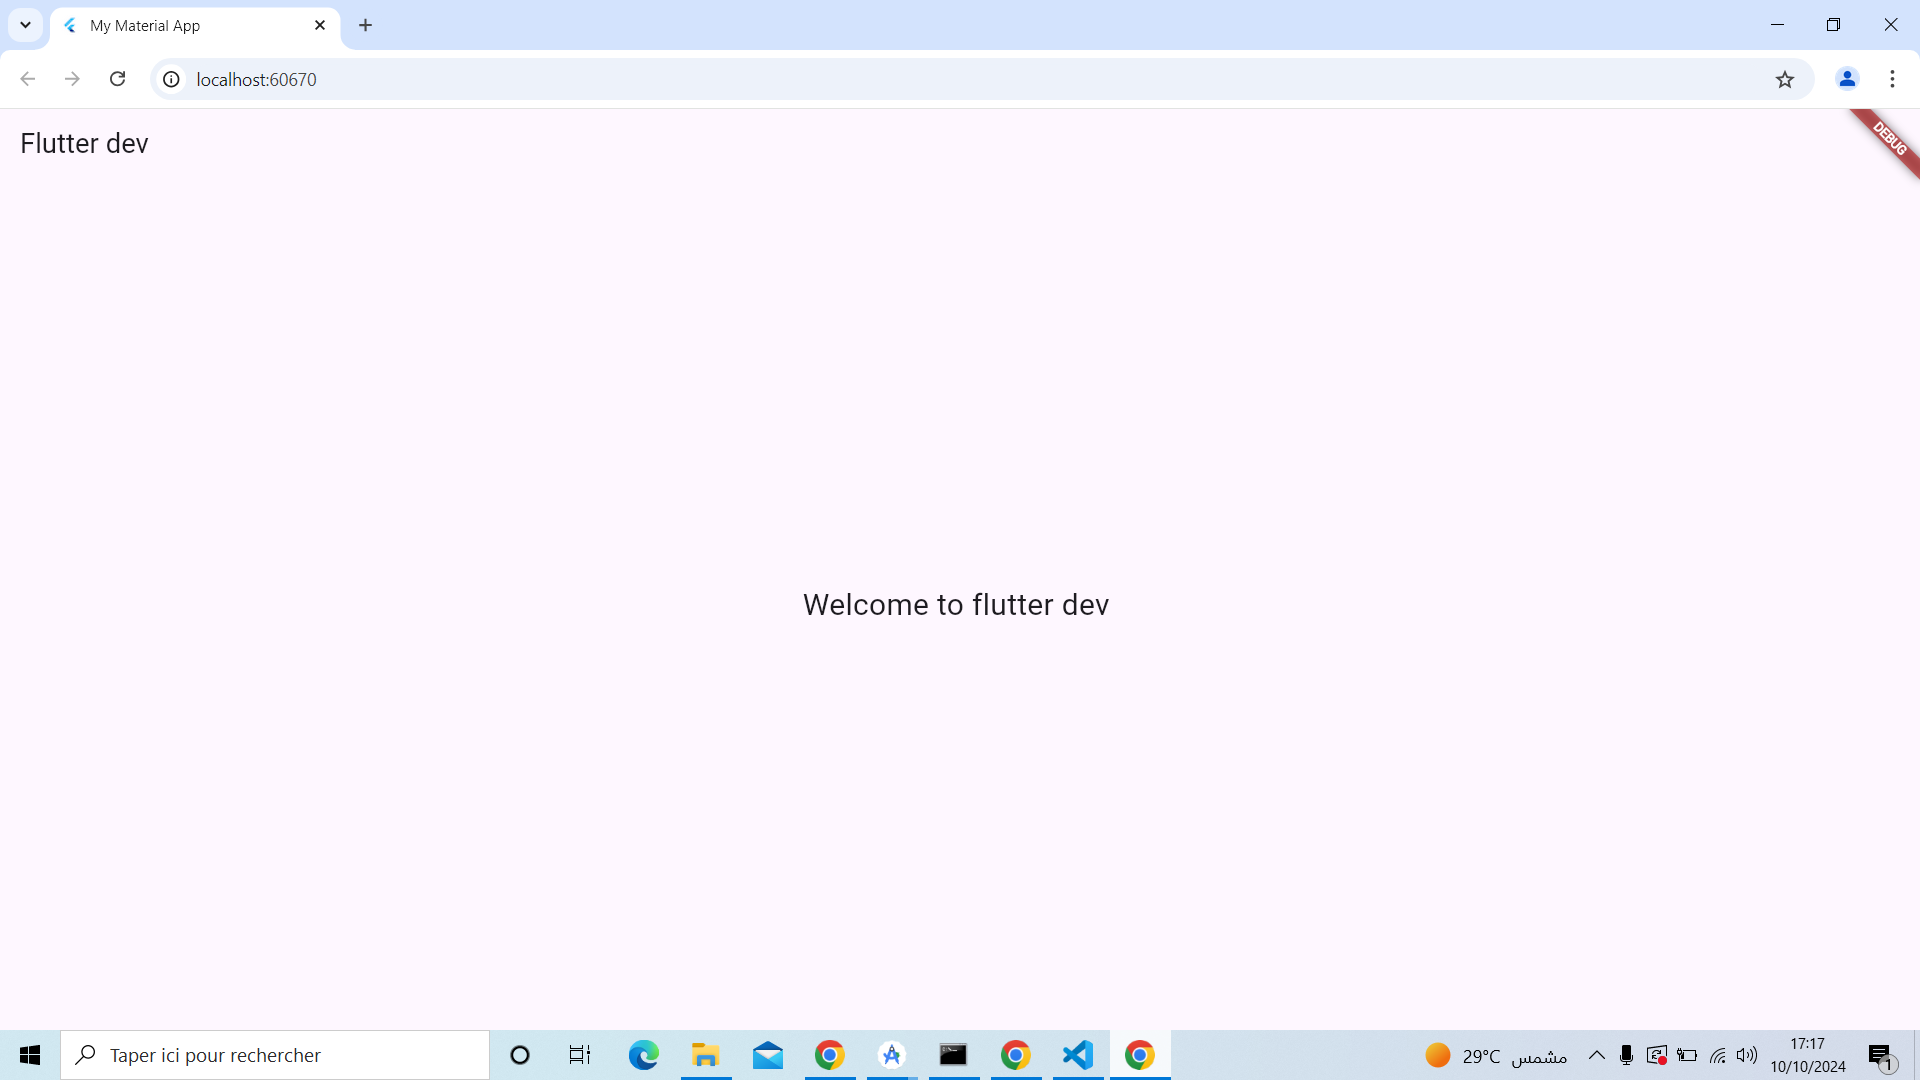 My Material App
localhost:60670
Flutter dev
DEBUG
Welcome to flutter dev
Taper ici pour rechercher
29°C مشمس
17:17
10/10/2024
1